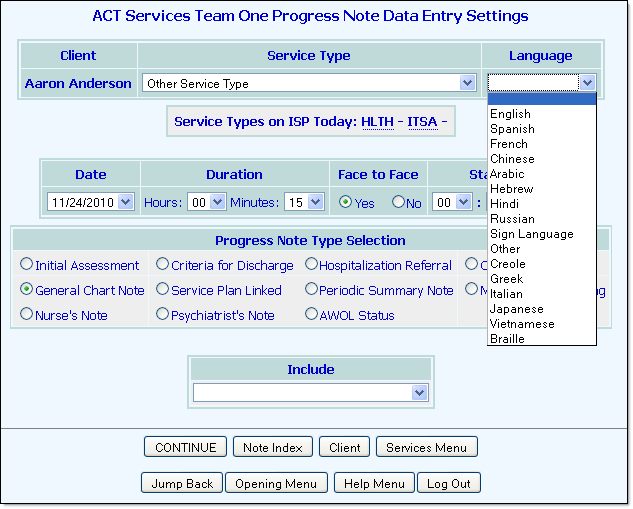 ACT Services Team One Progress Note Data Entry Settings
Client Service Type Language
Aaron Anderson Other Service Type
Service Types on ISP Today: HLTH - ITSA -
English
Spanish
French
Chinese
Arabic
Hebrew
Hindi
Russian
Sign Language
Other
Creole
Greek
Italian
Japanese
Vietnamese
Braille
Date Duration Face to Face
11/24/2010 Hours: 00 Minutes: 15 Yes No 00 :
Progress Note Type Selection
Initial Assessment Criteria for Discharge Hospitalization Referral
General Chart Note Service Plan Linked Periodic Summary Note
Nurse's Note Psychiatrist's Note AWOL Status
Include
CONTINUE Note Index Client Services Menu
Jump Back Opening Menu Help Menu Log Out